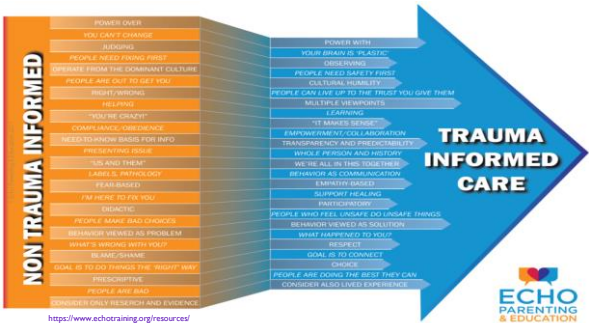 NON TRAUMA INFORMED
POWER OVER
YOU CAN'T CHANGE
JUDGING
PEOPLE NEED FIXING FIRST
OPERATE FROM THE DOMINANT CULTURE
PEOPLE ARE OUT TO GET YOU
RIGHT/WRONG
HELPING
"YOU'RE CRAZY!"
COMPLIANCE/OBEDIENCE
NEED-TO-KNOW BASIS FOR INFO
PRESENTING ISSUE
"US AND THEM"
LABELS, PATHOLOGY
FEAR-BASED
I'M HERE TO FIX YOU
DIDACTIC
PEOPLE MAKE BAD CHOICES
BEHAVIOR VIEWED AS PROBLEM
WHAT'S WRONG WITH YOU?
BLAME/SHAME
GOAL IS TO DO THINGS THE 'RIGHT' WAY
PRESCRIPTIVE
PEOPLE ARE BAD
CONSIDER ONLY RESERCH AND EVIDENCE
POWER WITH
YOUR BRAIN IS 'PLASTIC'
OBSERVING
PEOPLE NEED SAFETY FIRST
CULTURAL HUMILITY
PEOPLE CAN LIVE UP TO THE TRUST YOU GIVE THEM
MULTIPLE VIEWPOINTS
LEARNING
"IT MAKES SENSE"
EMPOWERMENT/COLLABORATION
TRANSPARENCY AND PREDICTABILITY
WHOLE PERSON AND HISTORY
WE'RE ALL IN THIS TOGETHER
BEHAVIOR AS COMMUNICATION
EMPATHY-BASED
SUPPORT HEALING
PARTICIPATORY
PEOPLE WHO FEEL UNSAFE DO UNSAFE THINGS
BEHAVIOR VIEWED AS SOLUTION
WHAT HAPPENED TO YOU?
RESPECT
GOAL IS TO CONNECT
CHOICE
PEOPLE ARE DOING THE BEST THEY CAN
CONSIDER ALSO LIVED EXPERIENCE
TRAUMA
INFORMED
CARE
ECHO
PARENTING
& EDUCATION
https://www.echotraining.org/resources/